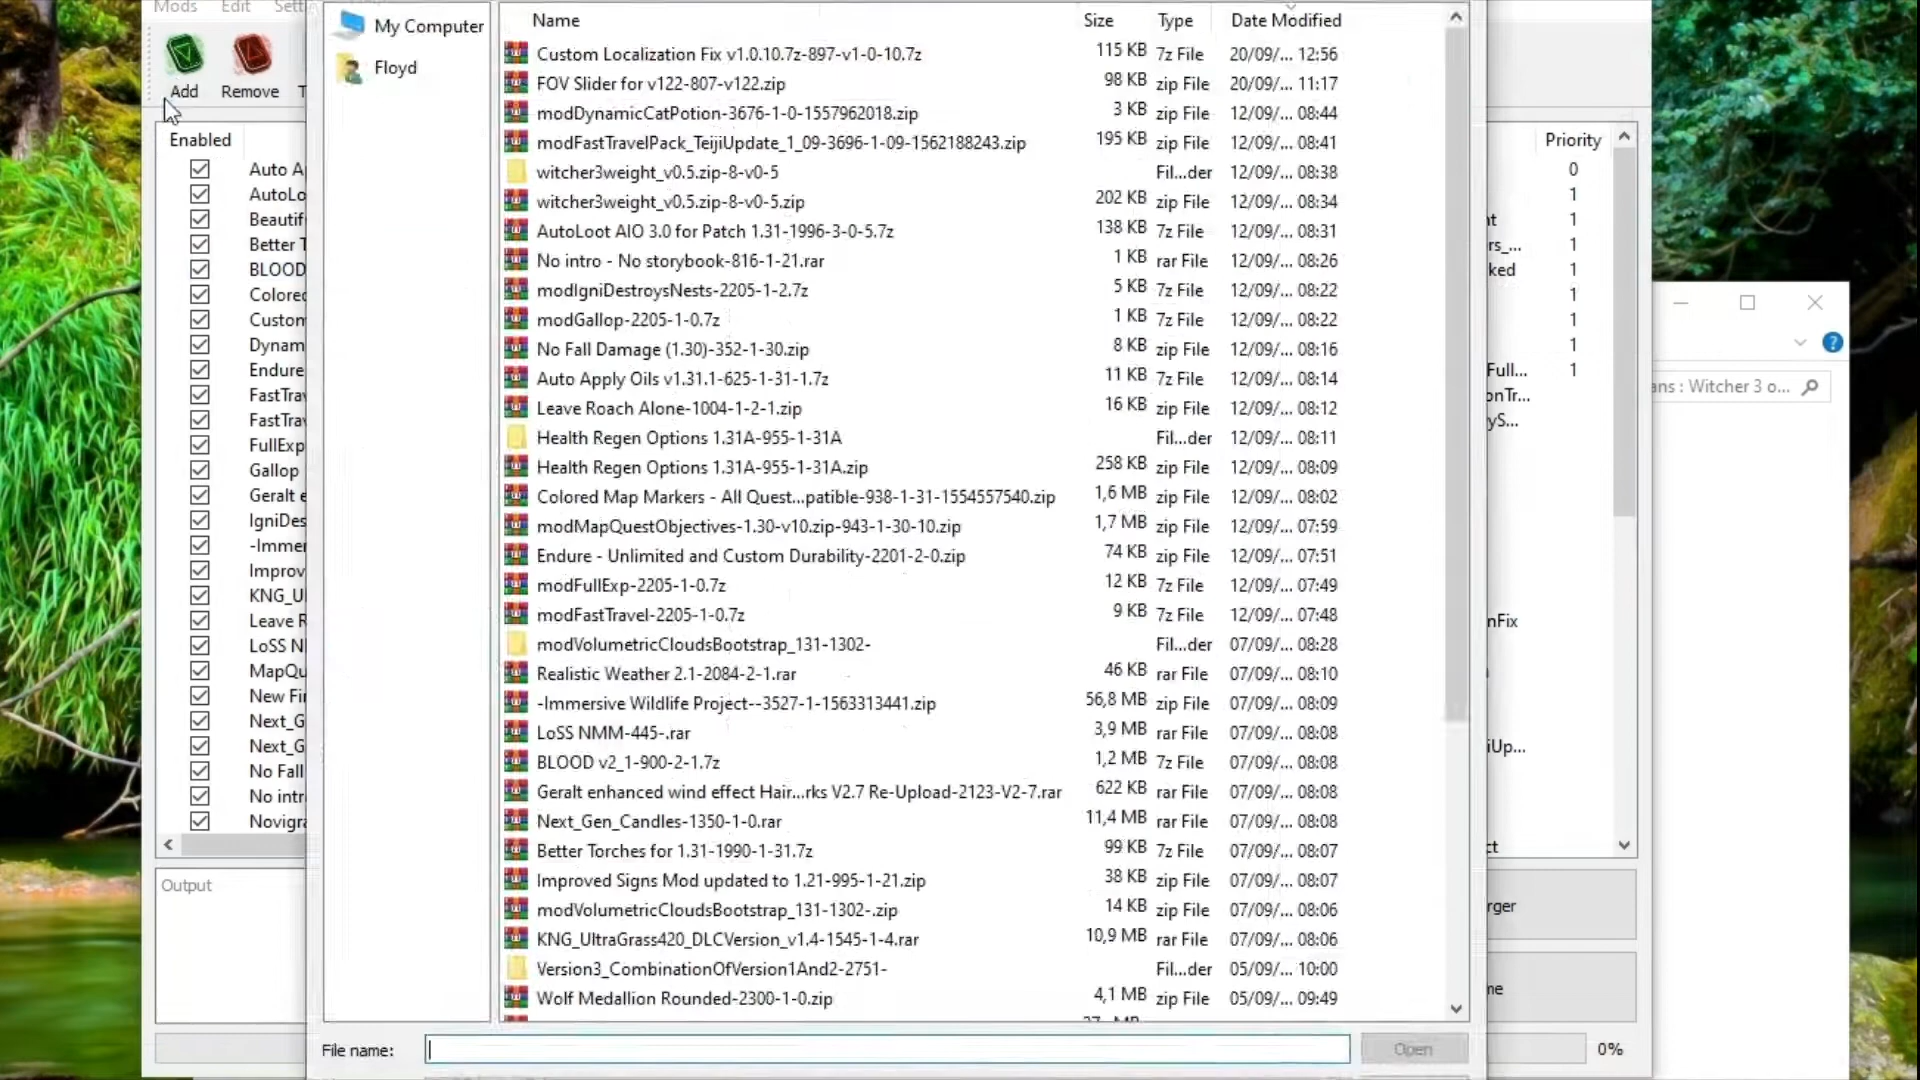 Mods Edit Setti
Add Remove T
Enabled
Auto A
AutoLo
Beautif
Better T
BLOOD
Colored
Custom
Dynam
Endure
FastTrav
FastTrav
FullExp
Gallop
Geralt e
IgniDes
-Immer
Improv
KNG_U
Leave R
LoSS N
MapQu
New Fi
Next_G
Next_G
No Fall
No intr
Novigra
Output
My Computer
Floyd
Name Size Type Date Modified
Custom Localization Fix v1.0.10.7z-897-v1-0-10.7z 115 KB 7z File 20/09/... 12:56
FOV Slider for v122-807-v122.zip 98 KB zip File 20/09/... 11:17
modDynamicCatPotion-3676-1-0-1557962018.zip 3 KB zip File 12/09/... 08:44
modFastTravelPack_TeijiUpdate_1_09-3696-1-09-1562188243.zip 195 KB zip File 12/09/... 08:41
witcher3weight_v0.5.zip-8-v0-5 Fil...der 12/09/... 08:38
witcher3weight_v0.5.zip-8-v0-5.zip 202 KB zip File 12/09/... 08:34
AutoLoot AIO 3.0 for Patch 1.31-1996-3-0-5.7z 138 KB 7z File 12/09/... 08:31
No intro - No storybook-816-1-21.rar 1 KB rar File 12/09/... 08:26
modIgniDestroysNests-2205-1-2.7z 5 KB 7z File 12/09/... 08:22
modGallop-2205-1-0.7z 1 KB 7z File 12/09/... 08:22
No Fall Damage (1.30)-352-1-30.zip 8 KB zip File 12/09/... 08:16
Auto Apply Oils v1.31.1-625-1-31-1.7z 11 KB 7z File 12/09/... 08:14
Leave Roach Alone-1004-1-2-1.zip 16 KB zip File 12/09/... 08:12
Health Regen Options 1.31A-955-1-31A Fil...der 12/09/... 08:11
Health Regen Options 1.31A-955-1-31A.zip 258 KB zip File 12/09/... 08:09
Colored Map Markers - All Quest...patible-938-1-31-1554557540.zip 1,6 MB zip File 12/09/... 08:02
modMapQuestObjectives-1.30-v10.zip-943-1-30-10.zip 1,7 MB zip File 12/09/... 07:59
Endure - Unlimited and Custom Durability-2201-2-0.zip 74 KB zip File 12/09/... 07:51
modFullExp-2205-1-0.7z 12 KB 7z File 12/09/... 07:49
modFastTravel-2205-1-0.7z 9 KB 7z File 12/09/... 07:48
modVolumetricCloudsBootstrap_131-1302- Fil...der 07/09/... 08:28
Realistic Weather 2.1-2084-2-1.rar 46 KB rar File 07/09/... 08:10
-Immersive Wildlife Project--3527-1-1563313441.zip 56,8 MB zip File 07/09/... 08:09
LoSS NMM-445-.rar 3,9 MB rar File 07/09/... 08:08
BLOOD v2_1-900-2-1.7z 1,2 MB 7z File 07/09/... 08:08
Geralt enhanced wind effect Hair...rks V2.7 Re-Upload-2123-V2-7.rar 622 KB rar File 07/09/... 08:08
Next_Gen_Candles-1350-1-0.rar 11,4 MB rar File 07/09/... 08:08
Better Torches for 1.31-1990-1-31.7z 99 KB 7z File 07/09/... 08:07
Improved Signs Mod updated to 1.21-995-1-21.zip 38 KB zip File 07/09/... 08:07
modVolumetricCloudsBootstrap_131-1302-.zip 14 KB zip File 07/09/... 08:06
KNG_UltraGrass420_DLCVersion_v1.4-1545-1-4.rar 10,9 MB rar File 07/09/... 08:06
Version3_CombinationOfVersion1And2-2751- Fil...der 05/09/... 10:00
Wolf Medallion Rounded-2300-1-0.zip 4,1 MB zip File 05/09/... 09:49
File name: Open
Priority
0
1
nt 1
rs_... 1
ked 1
1
1
1
Full... 1
onTr...
yS...
nFix
iUp...
ct
rger
me
0%
ans : Witcher 3 o...